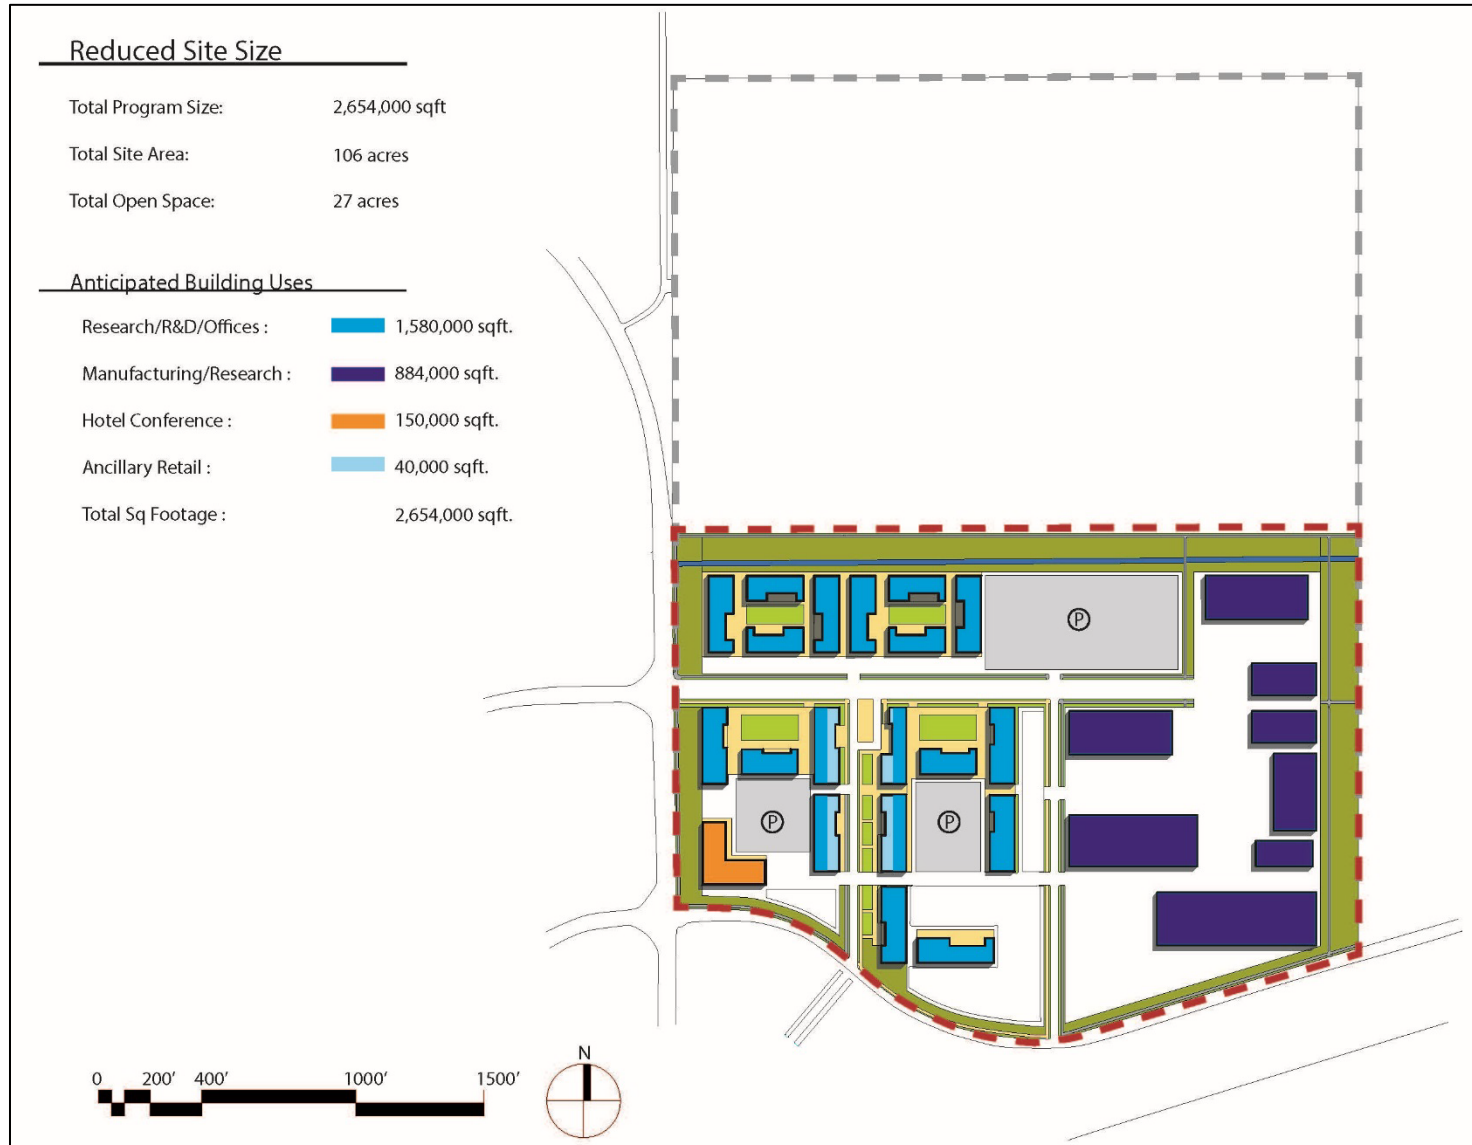 Reduced Site Size
Total Program Size: 2,654,000 sqft
Total Site Area: 106 acres
Total Open Space: 27 acres
Anticipated Building Uses
Research/R&D/Offices : 1,580,000 sqft.
Manufacturing/Research : 884,000 sqft.
Hotel Conference : 150,000 sqft.
Ancillary Retail : 40,000 sqft.
Total Sq Footage : 2,654,000 sqft.
P
P
P
0 200' 400' 1000' 1500'
N